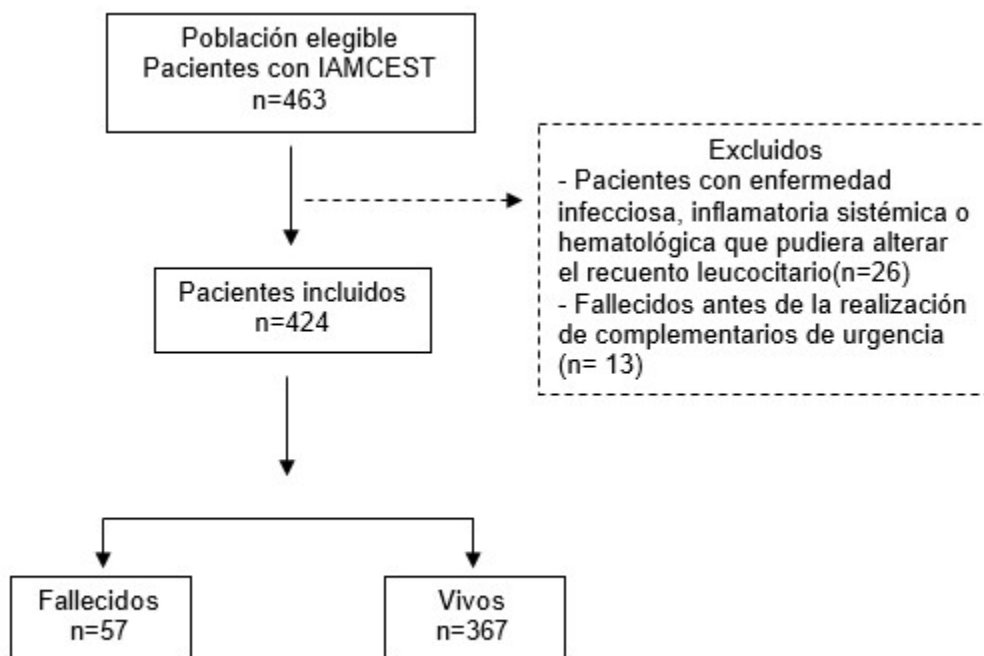 Población elegible
Pacientes con IAMCEST
n=463
Excluidos
- Pacientes con enfermedad
infecciosa, inflamatoria sistémica o
hematológica que pudiera alterar
el recuento leucocitario(n=26)
- Fallecidos antes de la realización
de complementarios de urgencia
(n= 13)
Pacientes incluidos
n=424
Fallecidos
n=57
Vivos
n=367